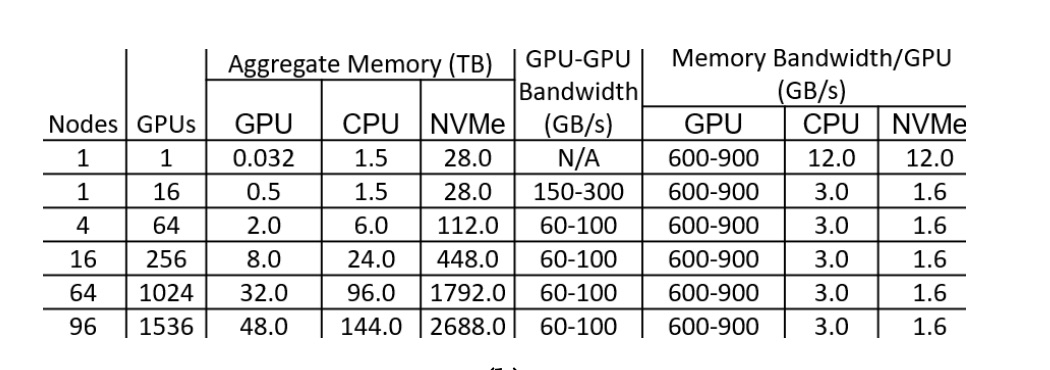 Aggregate Memory (TB) GPU-GPU Memory Bandwidth/GPU
Bandwidth (GB/s)
Nodes GPUs GPU CPU NVMe (GB/s) GPU CPU NVMe
1 1 0.032 1.5 28.0 N/A 600-900 12.0 12.0
1 16 0.5 1.5 28.0 150-300 600-900 3.0 1.6
4 64 2.0 6.0 112.0 60-100 600-900 3.0 1.6
16 256 8.0 24.0 448.0 60-100 600-900 3.0 1.6
64 1024 32.0 96.0 1792.0 60-100 600-900 3.0 1.6
96 1536 48.0 144.0 2688.0 60-100 600-900 3.0 1.6